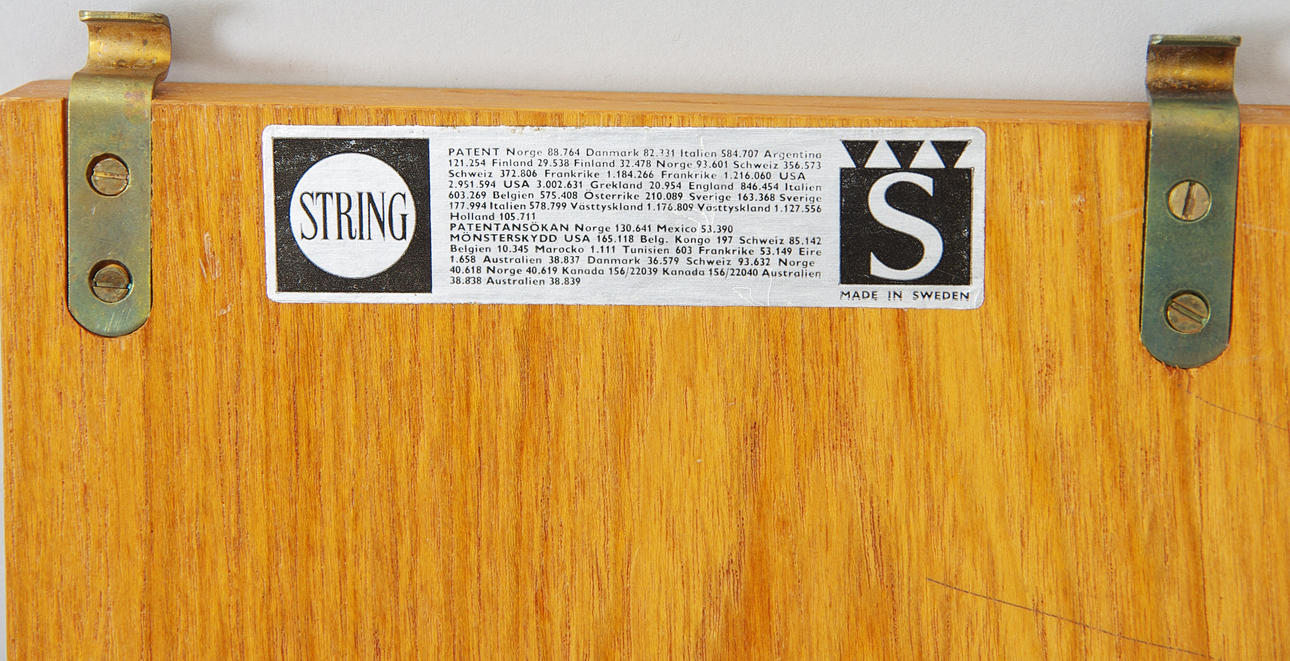 STRING
PATENT Norge 88.764 Danmark 82.331 Italien 584.707 Argentina
121.254 Finland 29.538 Finland 32.478 Norge 93.601 Schweiz 356.573
Schweiz 372.806 Frankrike 1.184.266 Frankrike 1.216.060 USA
2.951.594 USA 3.002.631 Grekland 20.954 England 846.454 Italien
603.269 Belgien 575.408 Österrike 210.089 Sverige 163.368 Sverige
177.994 Italien 578.799 Västtyskland 1.176.809 Västtyskland 1.127.556
Holland 105.711
PATENTANSÖKAN Norge 130.641 Mexico 53.390
MÖNSTERSKYDD USA 165.118 Belg. Kongo 197 Schweiz 85.142
Belgien 10.345 Marocko 1.111 Tunisien 603 Frankrike 53.149 Eire
1.658 Australien 38.837 Danmark 36.579 Schweiz 93.632 Norge
40.618 Norge 40.619 Kanada 156/22039 Kanada 156/22040 Australien
38.838 Australien 38.839
S
MADE IN SWEDEN